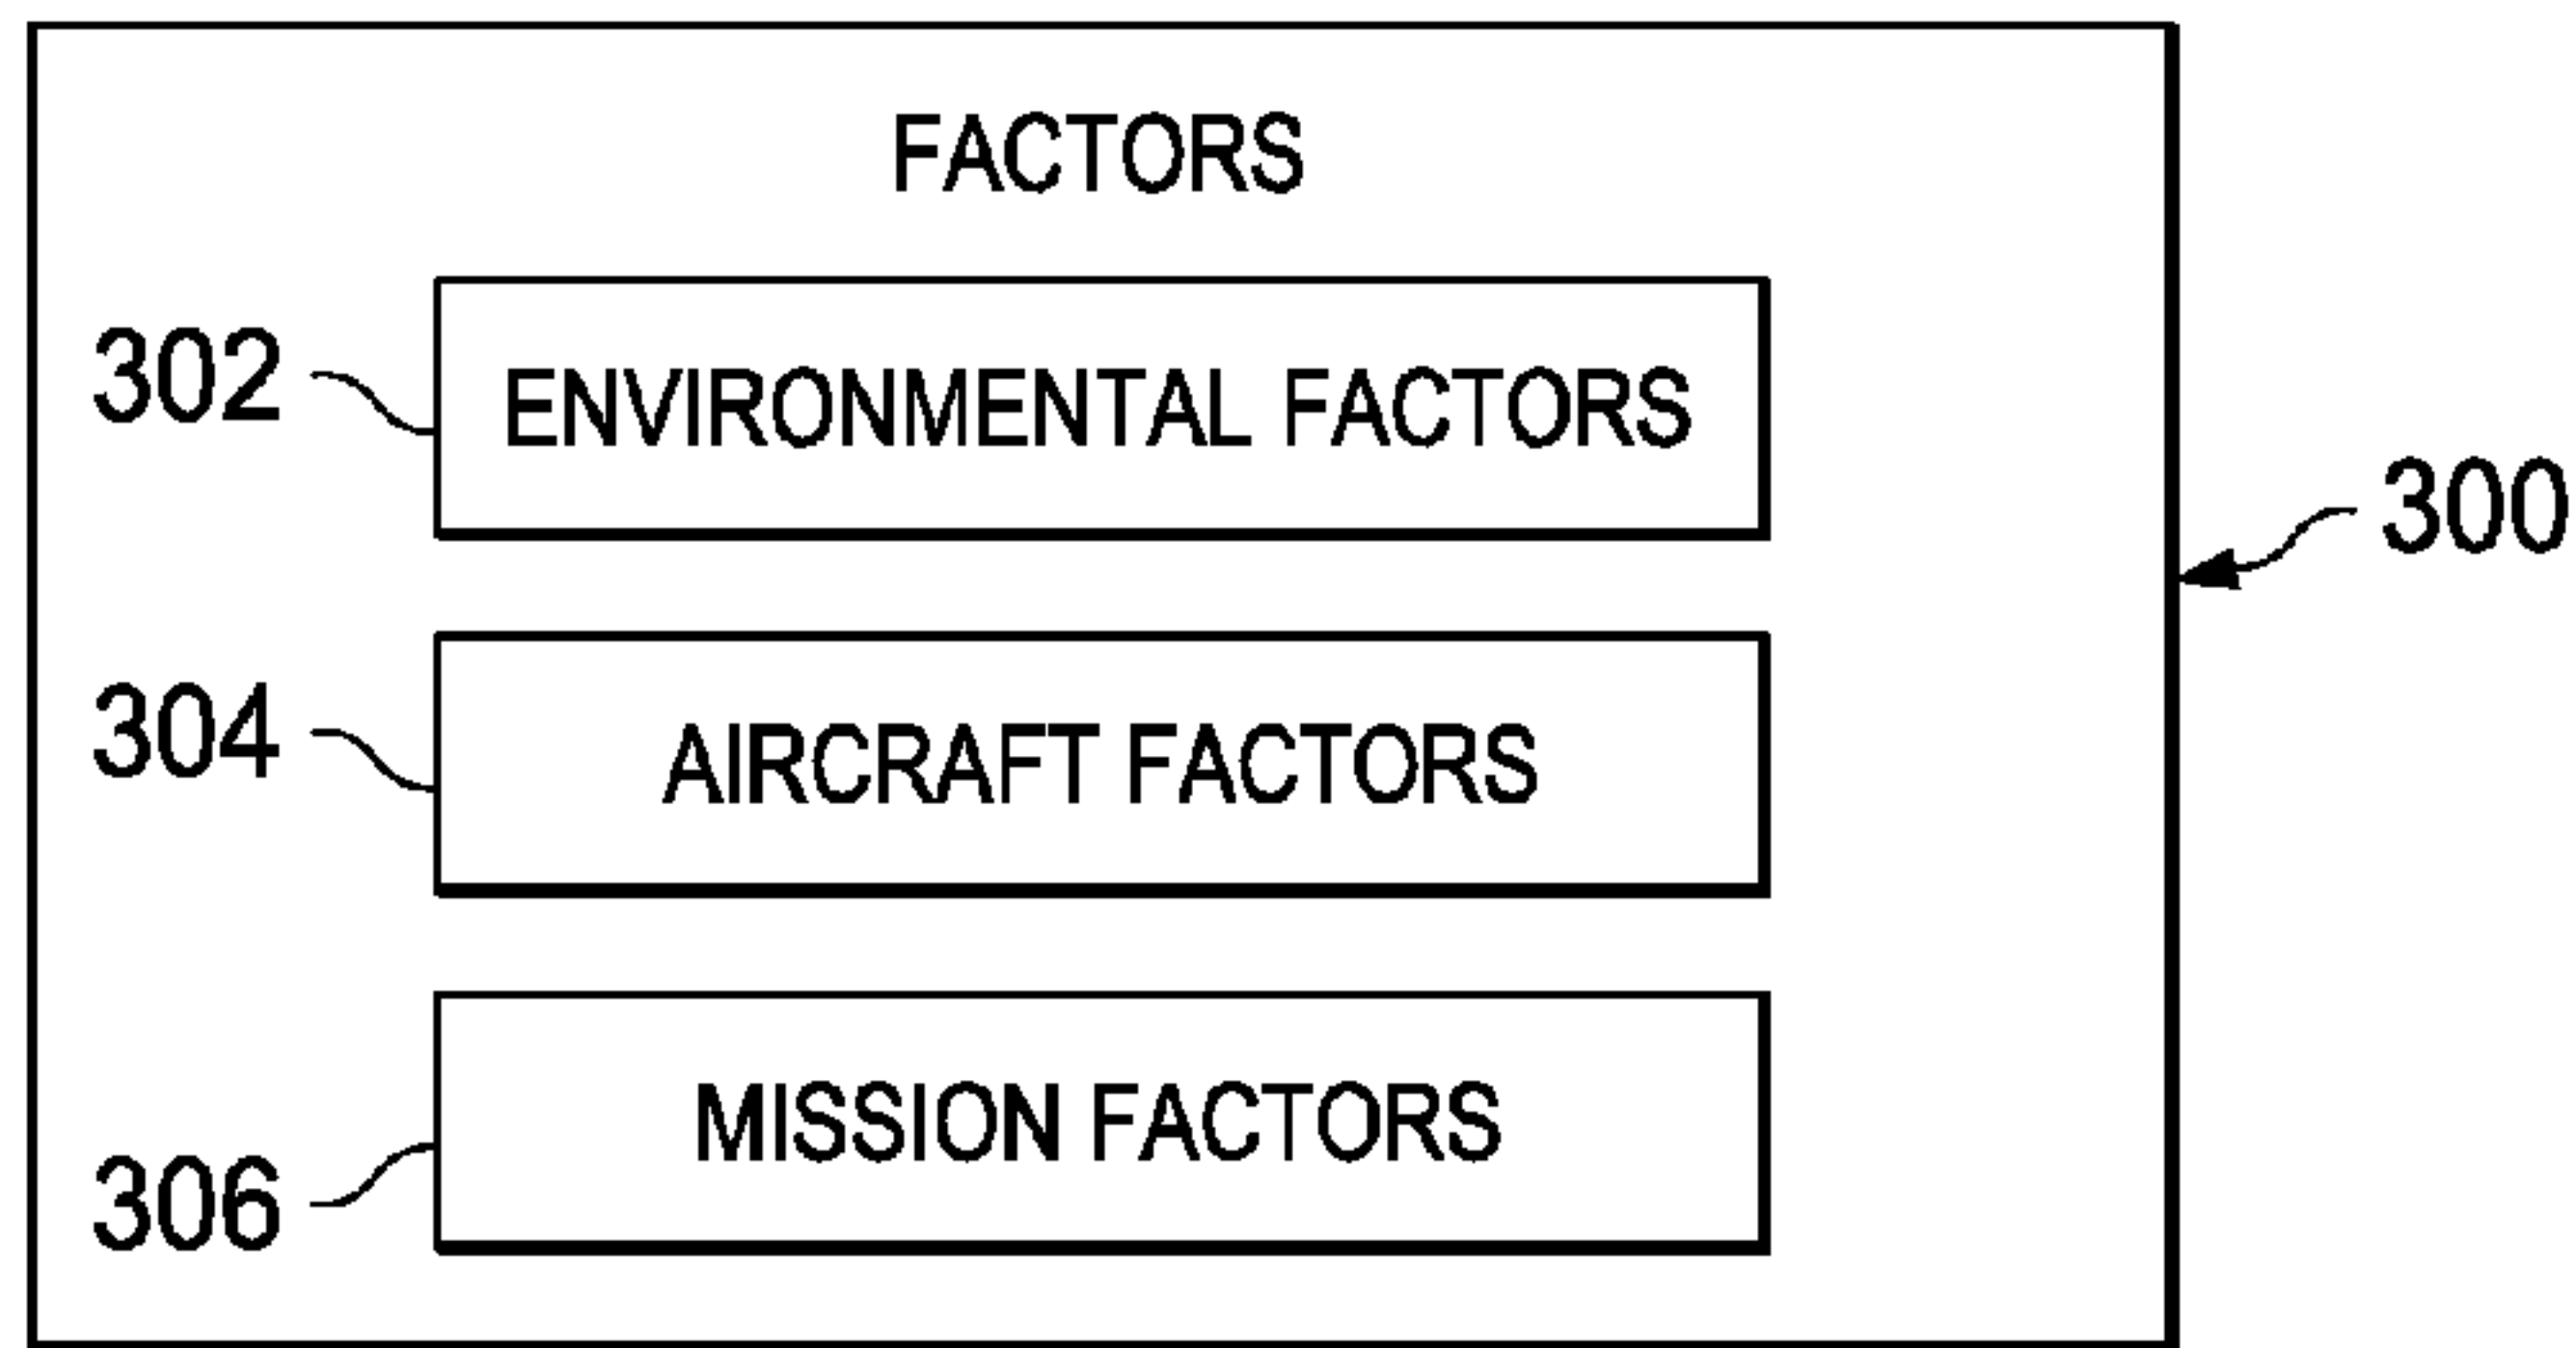 FACTORS
302
ENVIRONMENTAL FACTORS
300
304
AIRCRAFT FACTORS
MISSION FACTORS
306